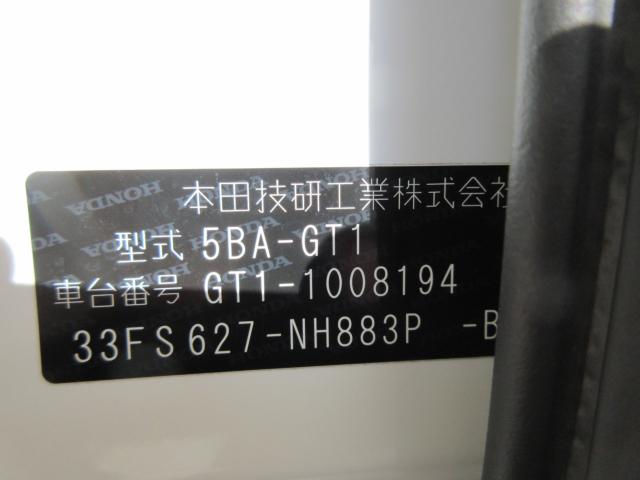 本田技研工業株式会社
型式 5BA-GT1
車台番号 GT1-1008194
33FS627-NH883P -B